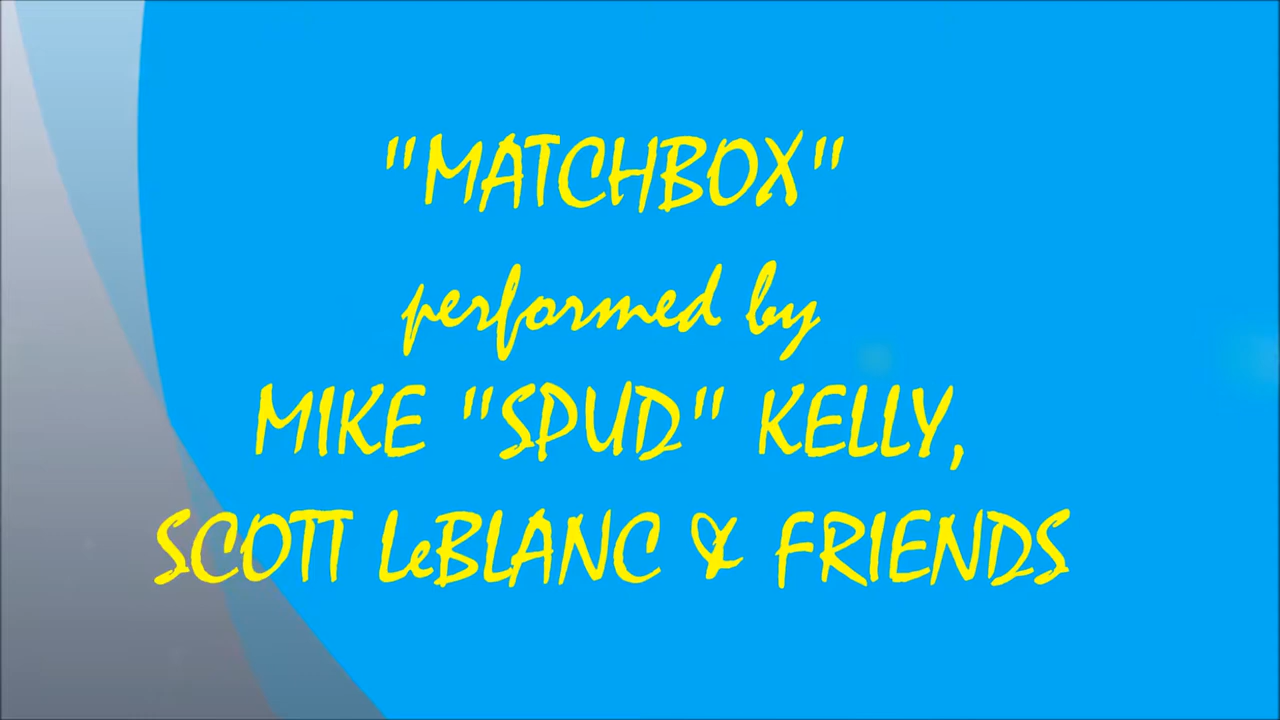 "MATCHBOX"
performed by
MIKE "SPUD" KELLY,
SCOTT LeBLANC & FRIENDS